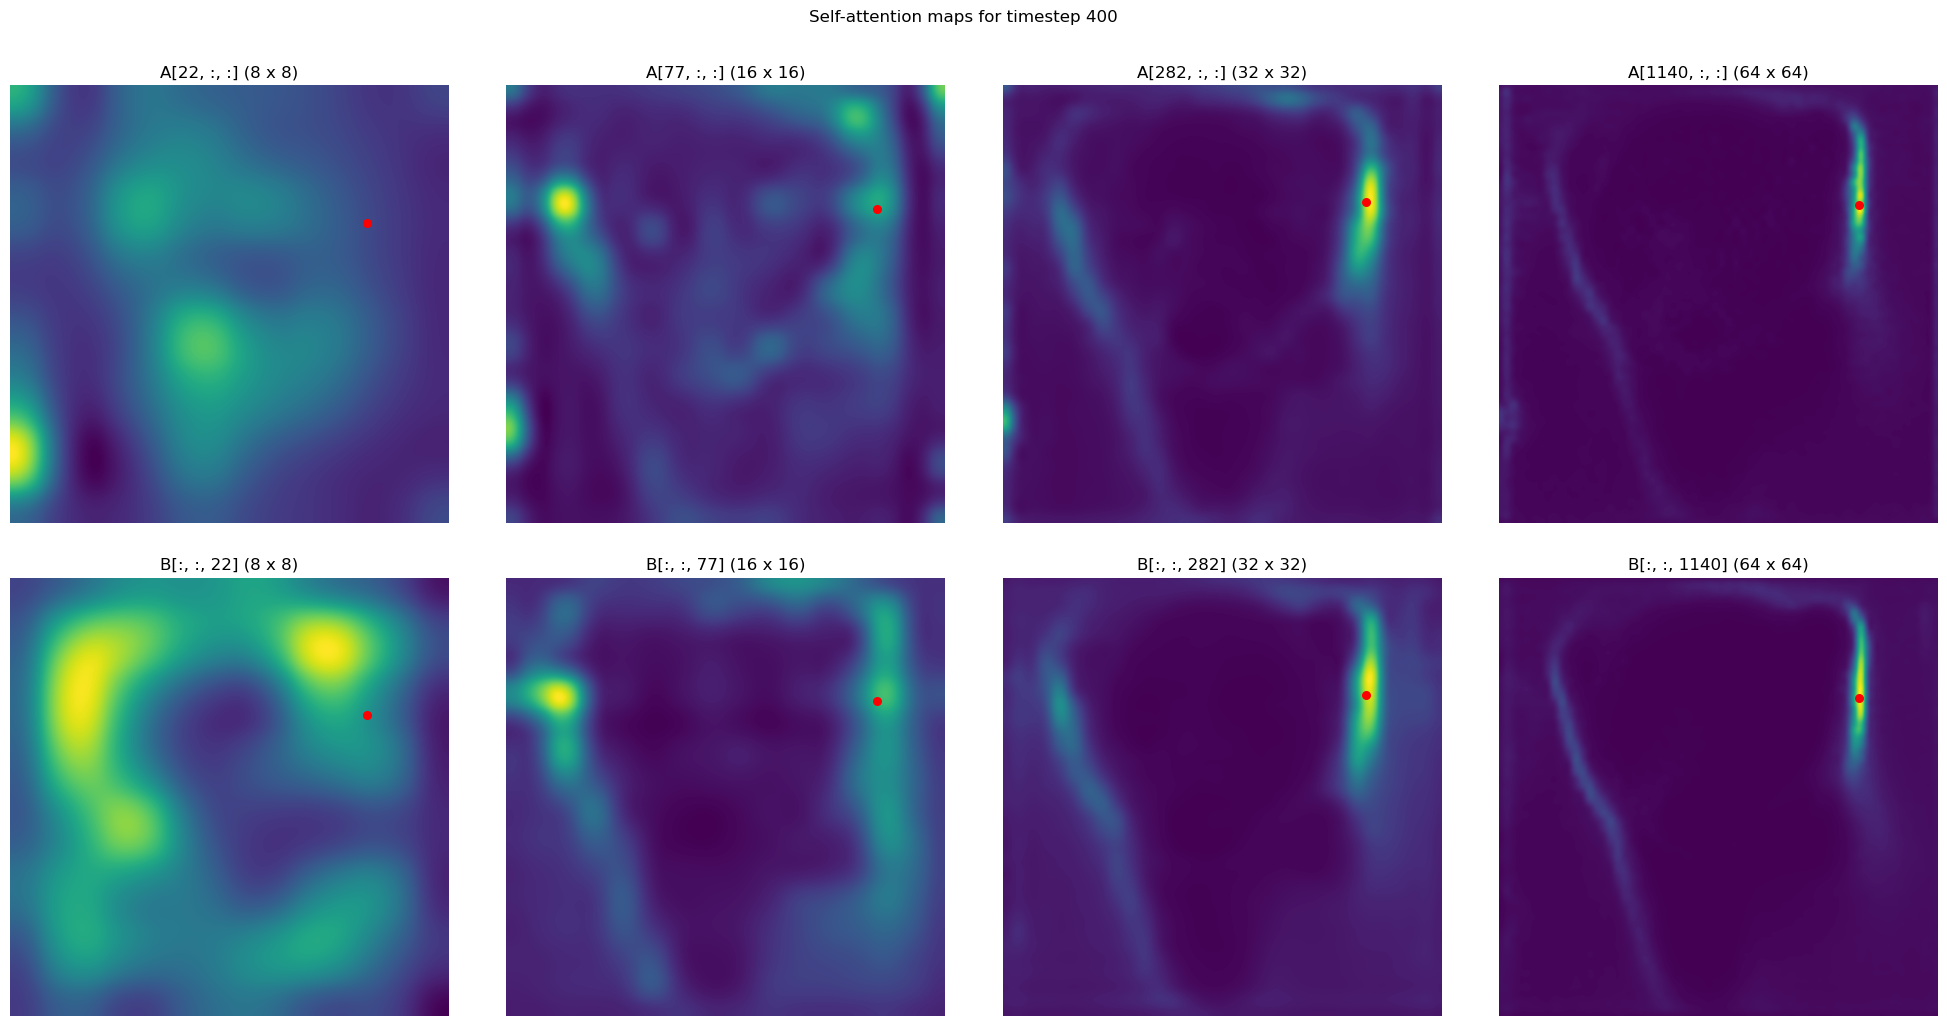 Self-attention maps for timestep 400
A[22, :, :] (8 x 8)
A[77, :, :] (16 x 16)
A[282, :, :] (32 x 32)
A[1140, :, :] (64 x 64)
B[:, :, 22] (8 x 8)
B[:, :, 77] (16 x 16)
B[:, :, 282] (32 x 32)
B[:, :, 1140] (64 x 64)